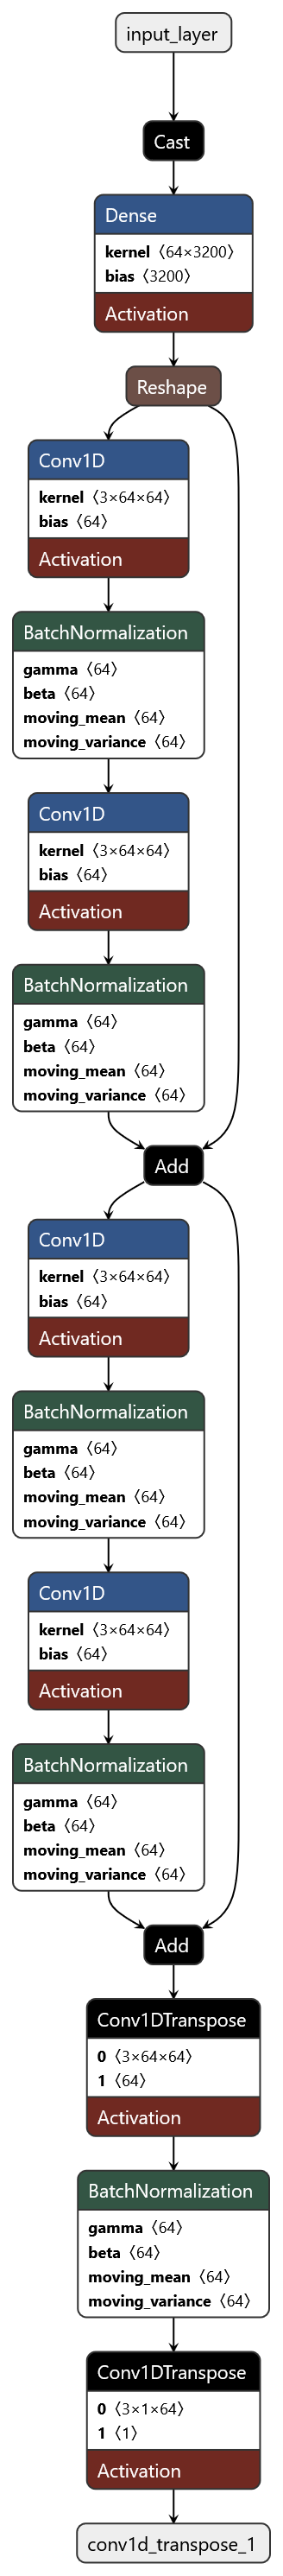 input_layer
Cast
Dense
kernel〈64×3200〉
bias〈3200〉
Activation
Reshape
Conv1D
kernel〈3×64×64〉
bias〈64〉
Activation
BatchNormalization
gamma〈64〉
beta〈64〉
moving_mean〈64〉
moving_variance〈64〉
Conv1D
kernel〈3×64×64〉
bias〈64〉
Activation
BatchNormalization
gamma〈64〉
beta〈64〉
moving_mean〈64〉
moving_variance〈64〉
Add
Conv1D
kernel〈3×64×64〉
bias〈64〉
Activation
BatchNormalization
gamma〈64〉
beta〈64〉
moving_mean〈64〉
moving_variance〈64〉
Conv1D
kernel〈3×64×64〉
bias〈64〉
Activation
BatchNormalization
gamma〈64〉
beta〈64〉
moving_mean〈64〉
moving_variance〈64〉
Add
Conv1DTranspose
0〈3×64×64〉
1〈64〉
Activation
BatchNormalization
gamma〈64〉
beta〈64〉
moving_mean〈64〉
moving_variance〈64〉
Conv1DTranspose
0〈3×1×64〉
1〈1〉
Activation
conv1d_transpose_1